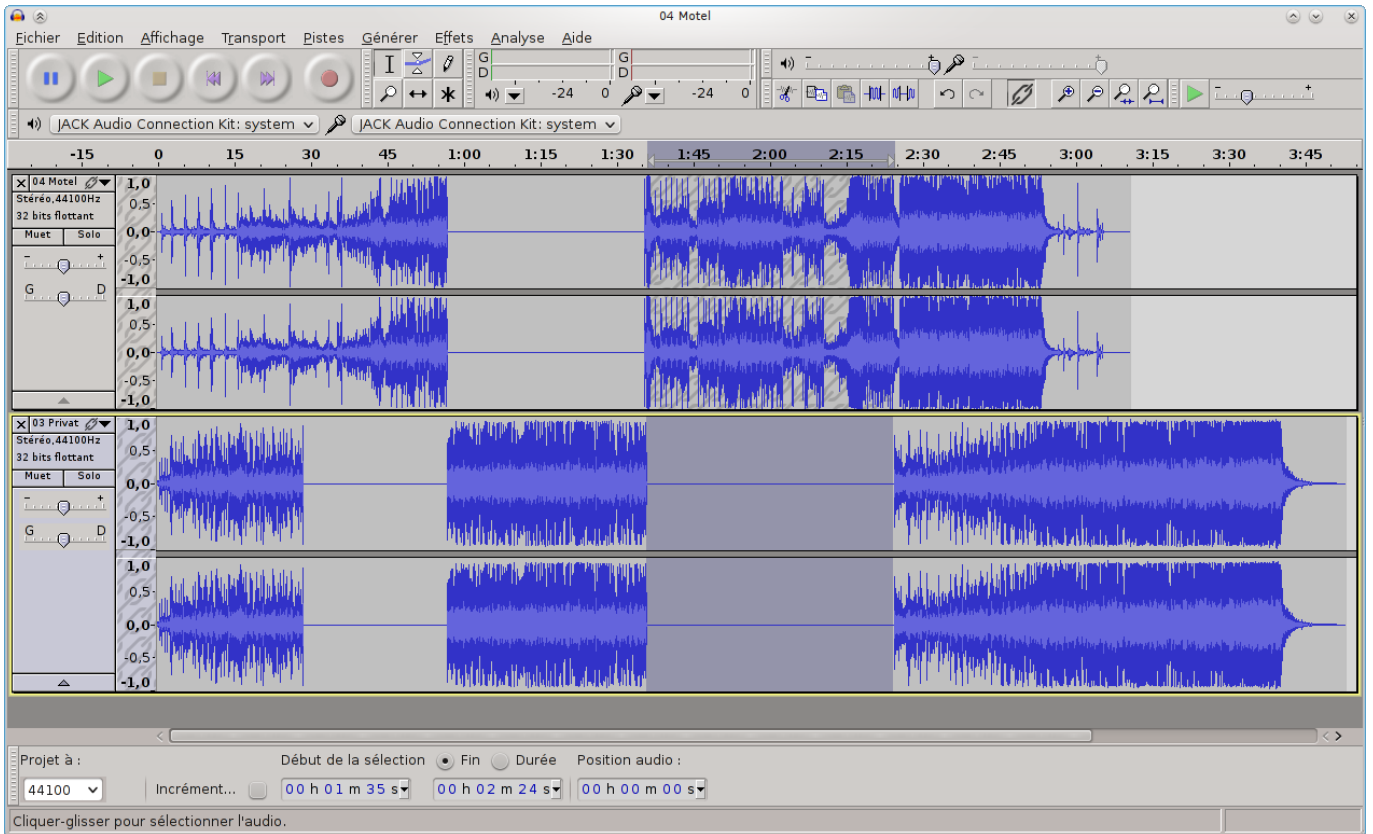 04 Motel
Fichier Edition Affichage Transport Pistes Générer Effets Analyse Aide
G
D
-24 0
G
D
-24 0
JACK Audio Connection Kit: system
JACK Audio Connection Kit: system
-15 0 15 30 45 1:00 1:15 1:30 1:45 2:00 2:15 2:30 2:45 3:00 3:15 3:30 3:45
04 Motel
Stéréo,44100Hz
32 bits flottant
Muet Solo
- +
G D
1,0
0,5-
0,0-
-0,5-
-1,0
1,0
0,5-
0,0-
-0,5-
-1,0
03 Privat
Stéréo,44100Hz
32 bits flottant
Muet Solo
- +
G D
1,0
0,5-
0,0-
-0,5-
-1,0
1,0
0,5-
0,0-
-0,5-
-1,0
Projet à : Début de la sélection Fin Durée Position audio :
44100 Incrément... 00 h 01 m 35 s 00 h 02 m 24 s 00 h 00 m 00 s
Cliquer-glisser pour sélectionner l'audio.